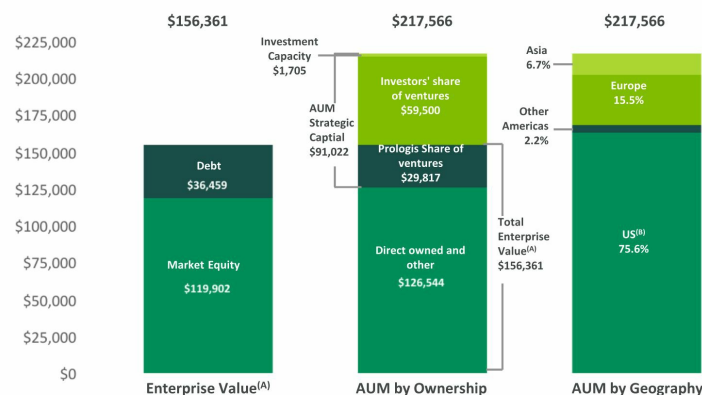 $156,361
$217,566
$217,566
$225,000
$200,000
$175,000
$150,000
$125,000
$100,000
$75,000
$50,000
$25,000
$0
Debt
$36,459
Market Equity
$119,902
Enterprise Value(A)
Investment
Capacity
$1,705
AUM
Strategic
Captial
$91,022
Investors' share
of ventures
$59,500
Prologis Share of
ventures
$29,817
Direct owned and
other
$126,544
Total
Enterprise
Value(A)
$156,361
AUM by Ownership
Asia
6.7%
Europe
15.5%
Other
Americas
2.2%
US(B)
75.6%
AUM by Geography